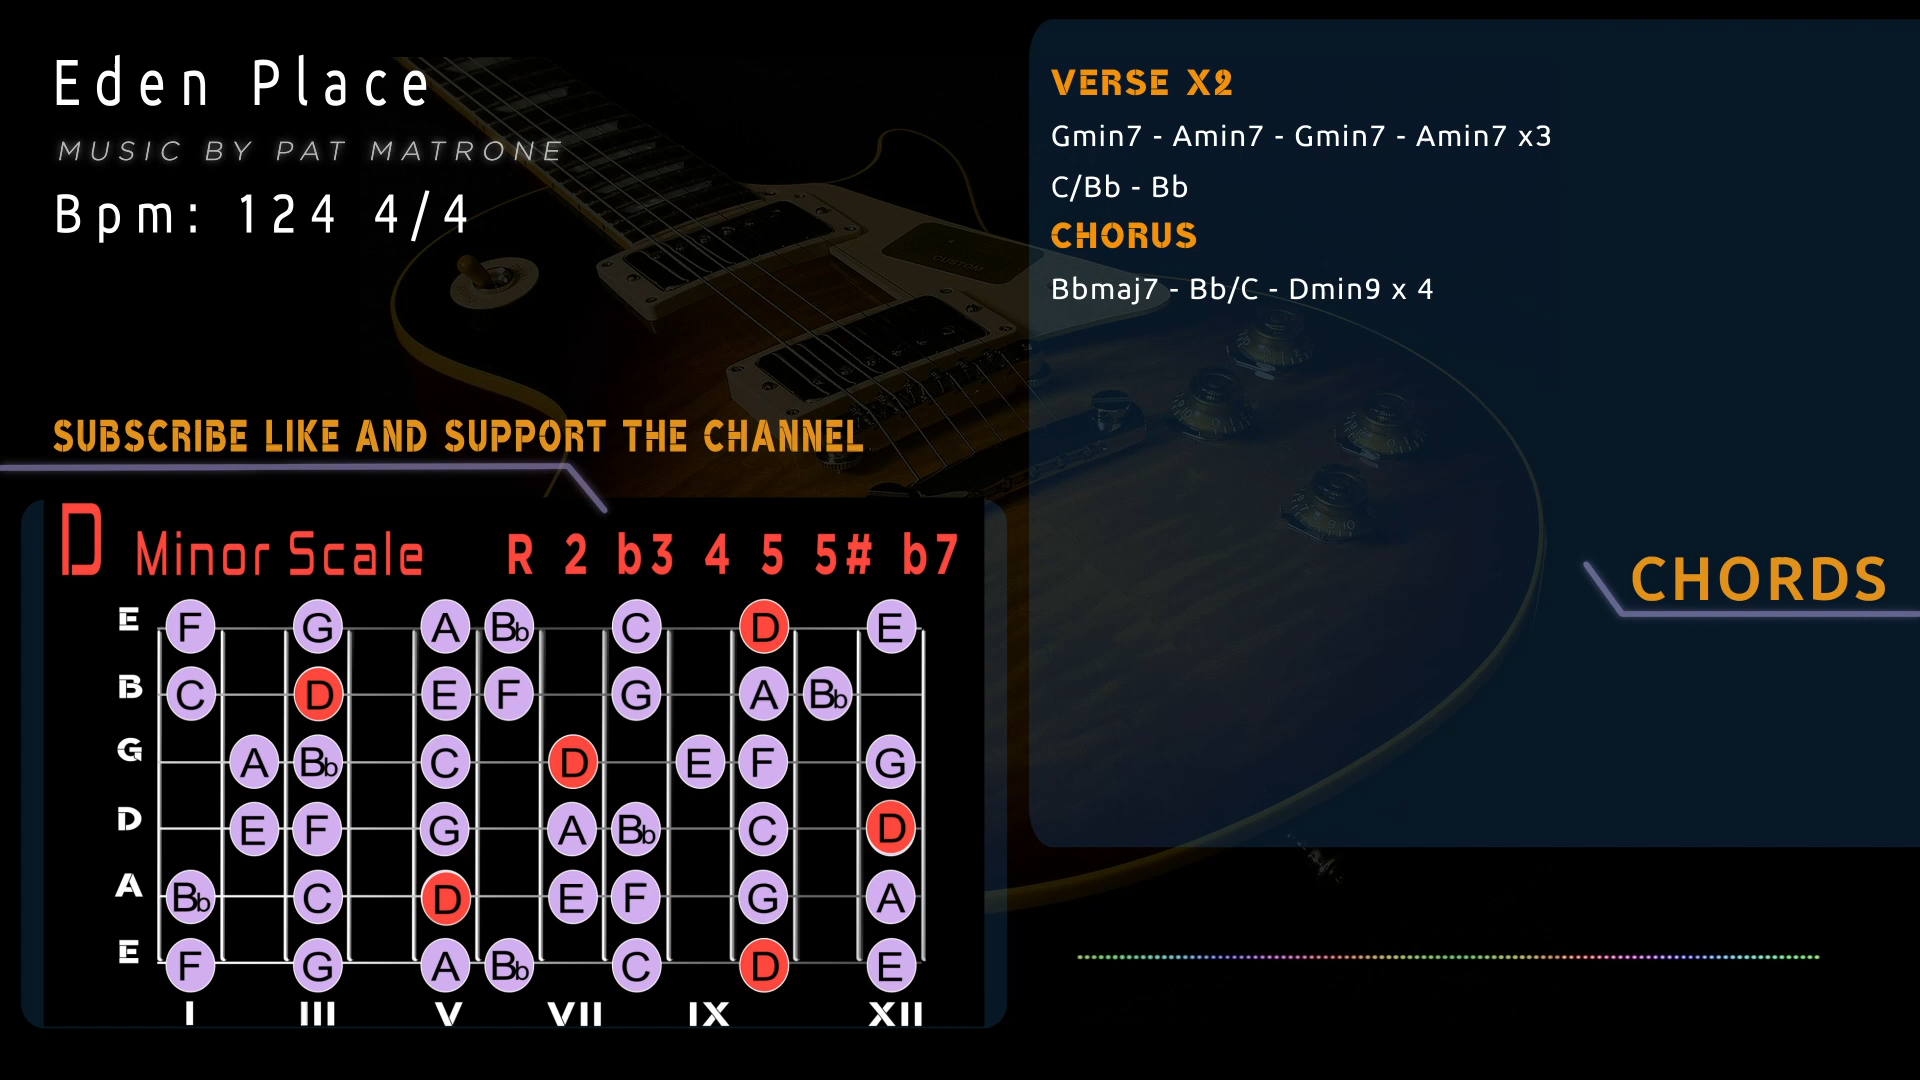 Eden Place
MUSIC BY PAT MATRONE
Bpm: 124 4/4
SUBSCRIBE LIKE AND SUPPORT THE CHANNEL
D Minor Scale R 2 b3 4 5 5# b7
E F G A Bb C D E
B C D E F G A Bb
G A Bb C D E F G
D E F G A Bb C D
A Bb C D E F G A
E F G A Bb C D E
I III V VII IX XII
VERSE X2
Gmin7 - Amin7 - Gmin7 - Amin7 x3
C/Bb - Bb
CHORUS
Bbmaj7 - Bb/C - Dmin9 x 4
CHORDS
CUSTOM